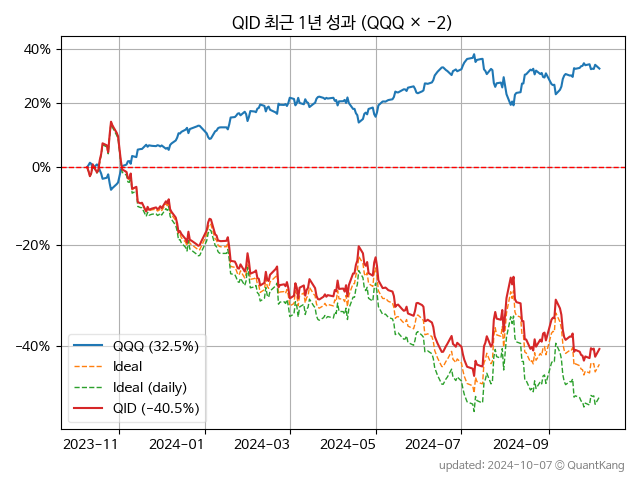 QID 최근 1년 성과 (QQQ × −2)
40%
20%
0%
−20%
−40%
QQQ (32.5%)
Ideal
Ideal (daily)
QID (−40.5%)
2023-11
2024-01
2024-03
2024-05
2024-07
2024-09
updated: 2024-10-07 © QuantKang